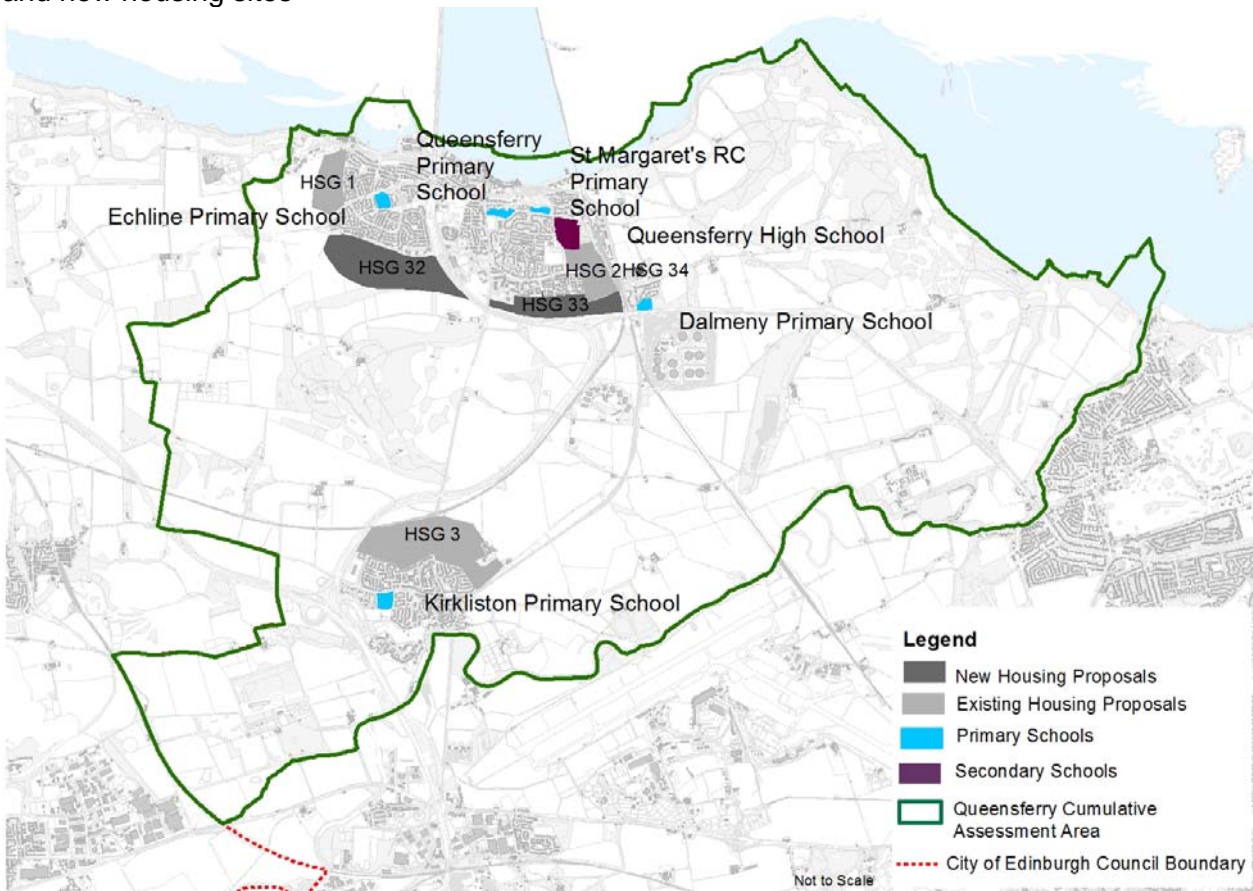 and new housing sites
Queensferry
Primary
School
St Margaret's RC
Primary
School
HSG 1
Echline Primary School
Queensferry High School
HSG 32
HSG 2
HSG 34
HSG 33
Dalmeny Primary School
HSG 3
Kirkliston Primary School
Legend
New Housing Proposals
Existing Housing Proposals
Primary Schools
Secondary Schools
Queensferry Cumulative
Assessment Area
City of Edinburgh Council Boundary
Not to Scale